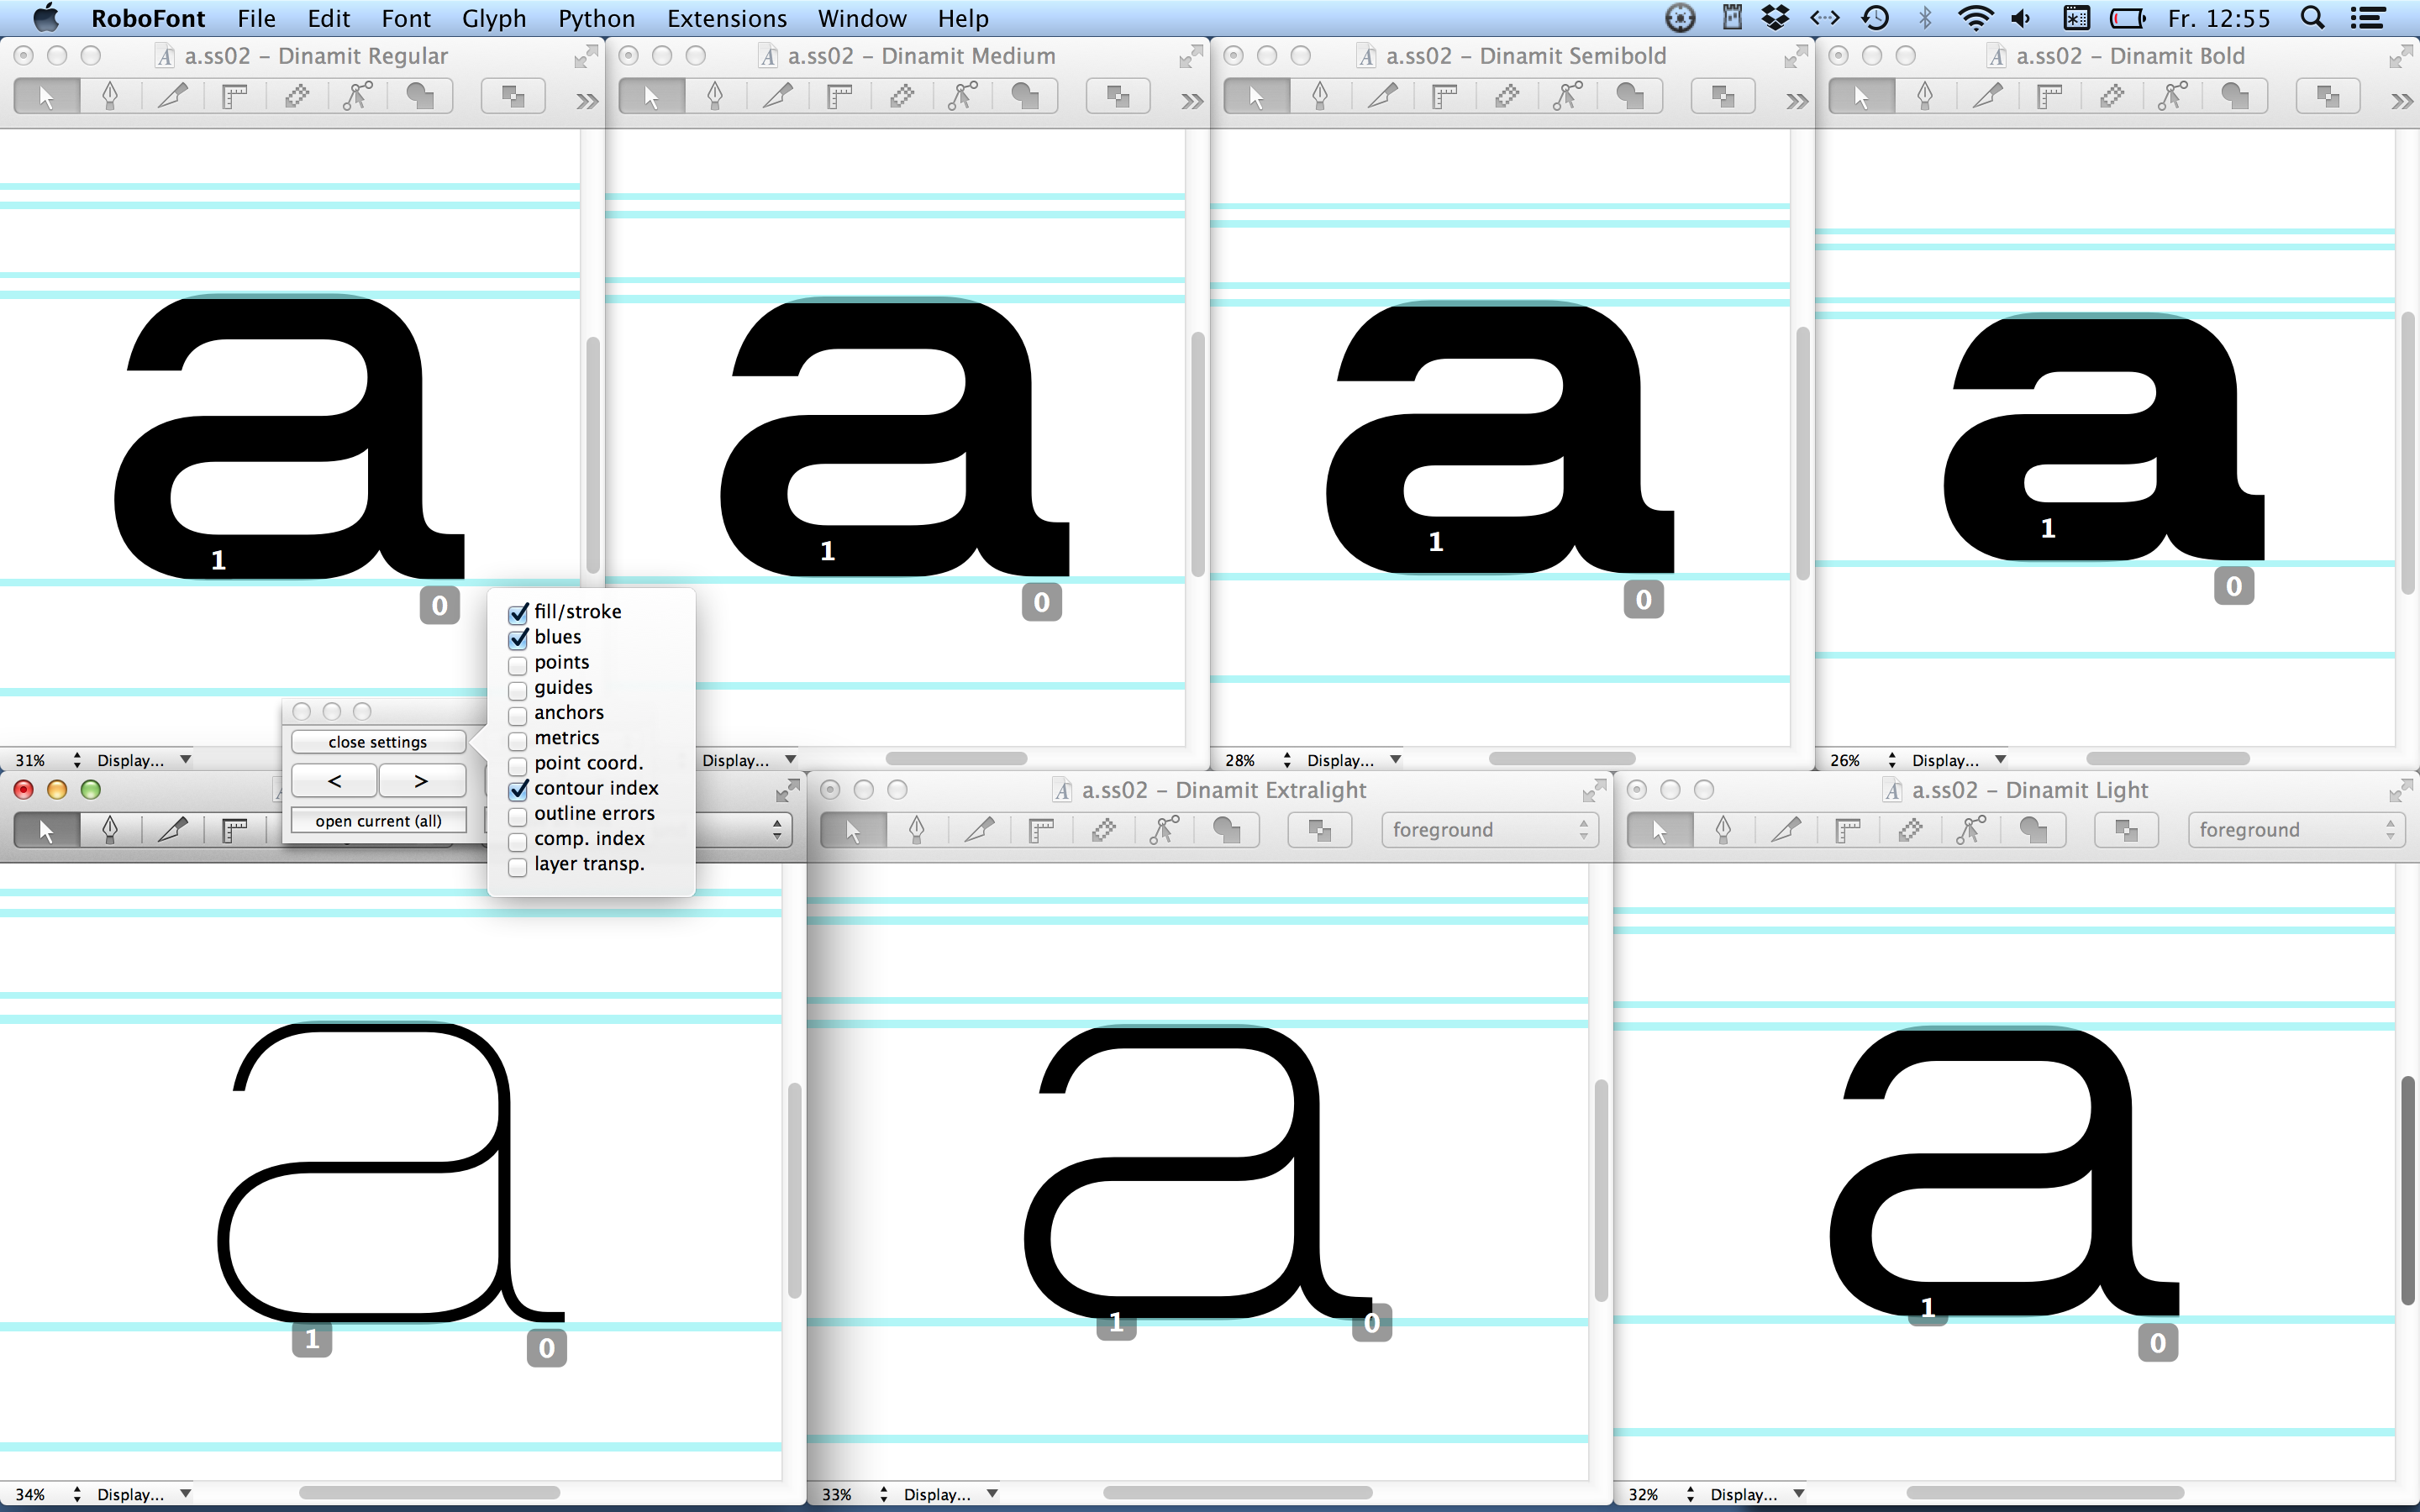 RoboFont File Edit Font Glyph Python Extensions Window Help Fr. 12:55
a.ss02 – Dinamit Regular
a.ss02 – Dinamit Medium
a.ss02 – Dinamit Semibold
a.ss02 – Dinamit Bold
a
1
0
a
1
0
a
1
0
a
1
0
fill/stroke
blues
points
guides
anchors
metrics
point coord.
contour index
outline errors
comp. index
layer transp.
close settings
< >
open current (all)
31% Display...
Display...
28% Display...
26% Display...
a.ss02 – Dinamit Extralight
a.ss02 – Dinamit Light
foreground
foreground
a
1
0
a
1
0
a
1
0
34% Display...
33% Display...
32% Display...